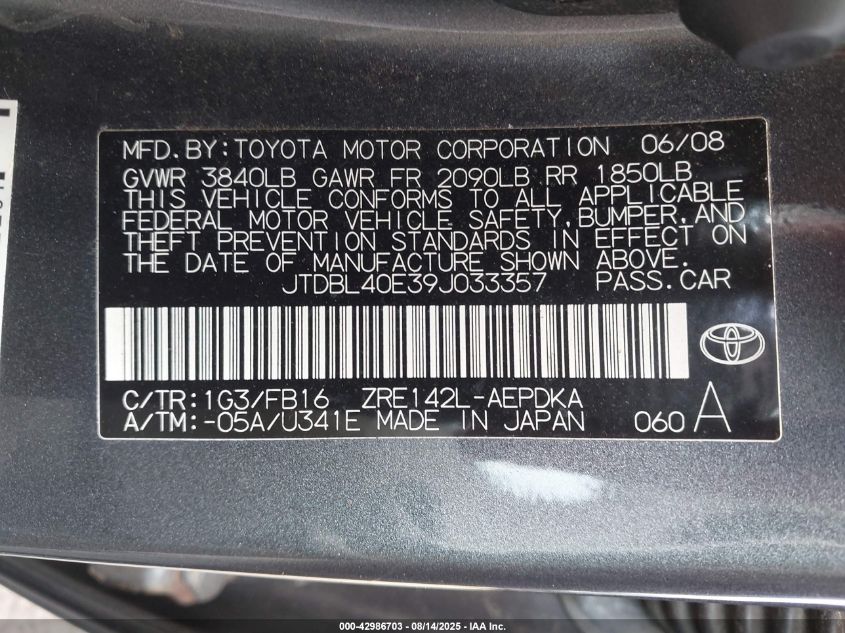 MFD. BY: TOYOTA MOTOR CORPORATION 06/08
GVWR 3840LB GAWR FR 2090LB RR 1850LB
THIS VEHICLE CONFORMS TO ALL APPLICABLE
FEDERAL MOTOR VEHICLE SAFETY, BUMPER, AND
THEFT PREVENTION STANDARDS IN EFFECT ON
THE DATE OF MANUFACTURE SHOWN ABOVE.
JTDBL40E39J033357 PASS. CAR
C/TR: 1G3/FB16 ZRE142L-AEPDKA
A/TM: -05A/U341E MADE IN JAPAN 060 A
000-42986703 - 08/14/2025 - IAA Inc.